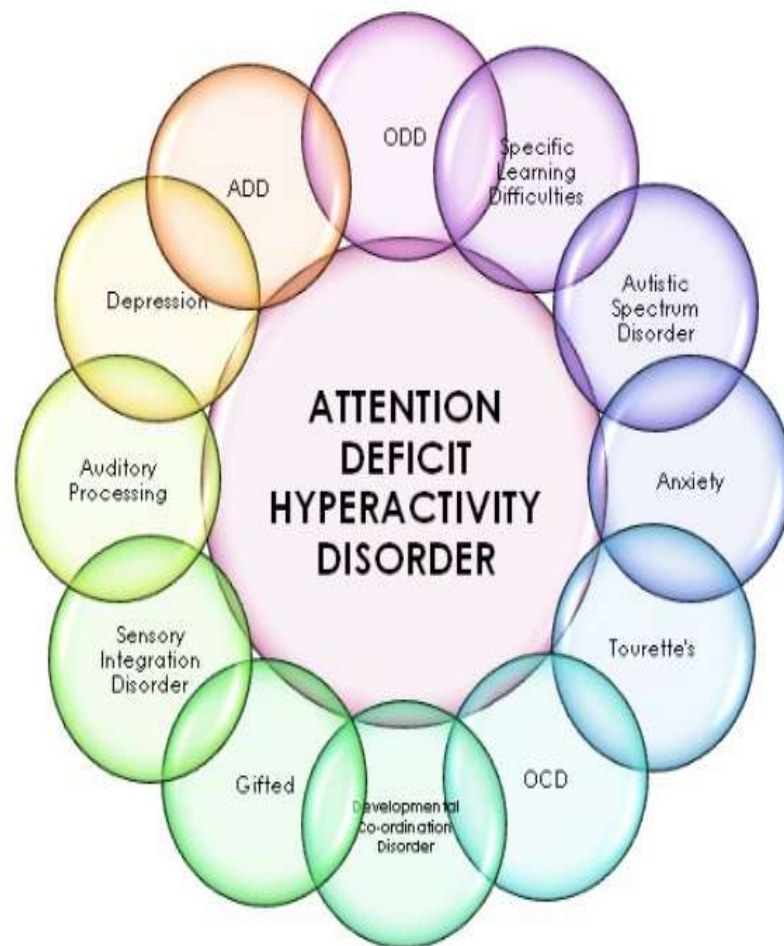 ODD
Specific
Learning
Difficulties
Autistic
Spectrum
Disorder
Anxiety
Tourette's
OCD
Developmental
Co-ordination
Disorder
Gifted
Sensory
Integration
Disorder
Auditory
Processing
Depression
ADD
ATTENTION
DEFICIT
HYPERACTIVITY
DISORDER